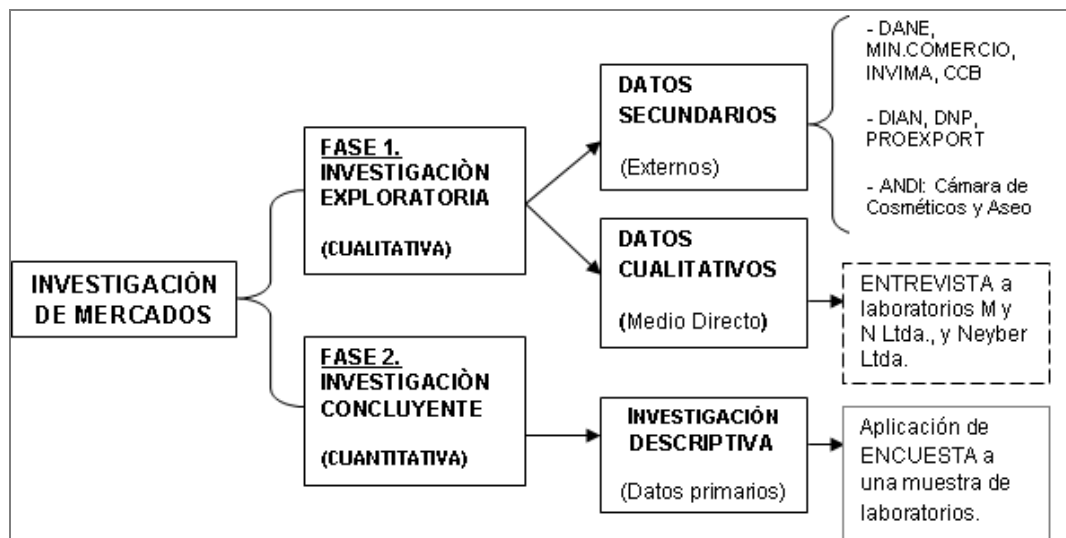 INVESTIGACIÓN
DE MERCADOS
FASE 1.
INVESTIGACIÒN
EXPLORATORIA
(CUALITATIVA)
DATOS
SECUNDARIOS
(Externos)
- DANE,
MIN.COMERCIO,
INVIMA, CCB
- DIAN, DNP,
PROEXPORT
- ANDI: Cámara de
Cosméticos y Aseo
DATOS
CUALITATIVOS
(Medio Directo)
ENTREVISTA a
laboratorios M y
N Ltda., y Neyber
Ltda.
FASE 2.
INVESTIGACIÒN
CONCLUYENTE
(CUANTITATIVA)
INVESTIGACIÓN
DESCRIPTIVA
(Datos primarios)
Aplicación de
ENCUESTA a
una muestra de
laboratorios.